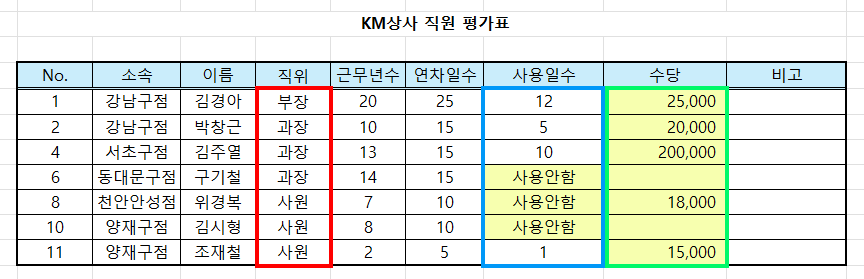 KM상사 직원 평가표
No. 소속 이름 직위 근무년수 연차일수 사용일수 수당 비고
1 강남구점 김경아 부장 20 25 12 25,000
2 강남구점 박창근 과장 10 15 5 20,000
4 서초구점 김주열 과장 13 15 10 200,000
6 동대문구점 구기철 과장 14 15 사용안함
8 천안안성점 위경복 사원 7 10 사용안함 18,000
10 양재구점 김시형 사원 8 10 사용안함
11 양재구점 조재철 사원 2 5 1 15,000